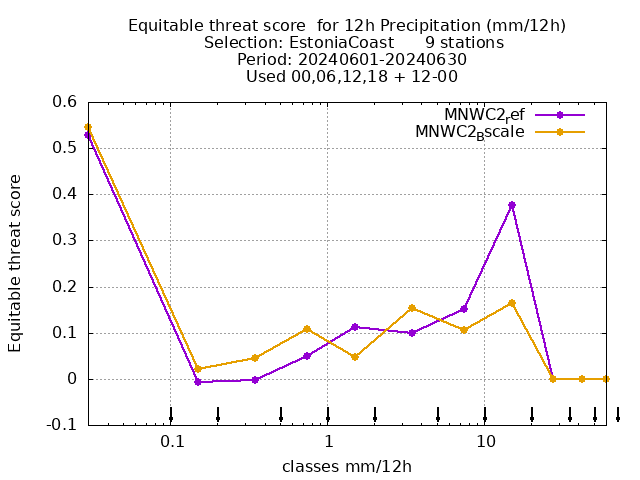 Equitable threat score  for 12h Precipitation (mm/12h)
Selection: EstoniaCoast      9 stations
Period: 20240601-20240630
Used 00,06,12,18 + 12-00
MNWC2ref
MNWC2Bscale
0.6
0.5
0.4
0.3
0.2
0.1
0
-0.1
Equitable threat score
0.1
1
10
classes mm/12h